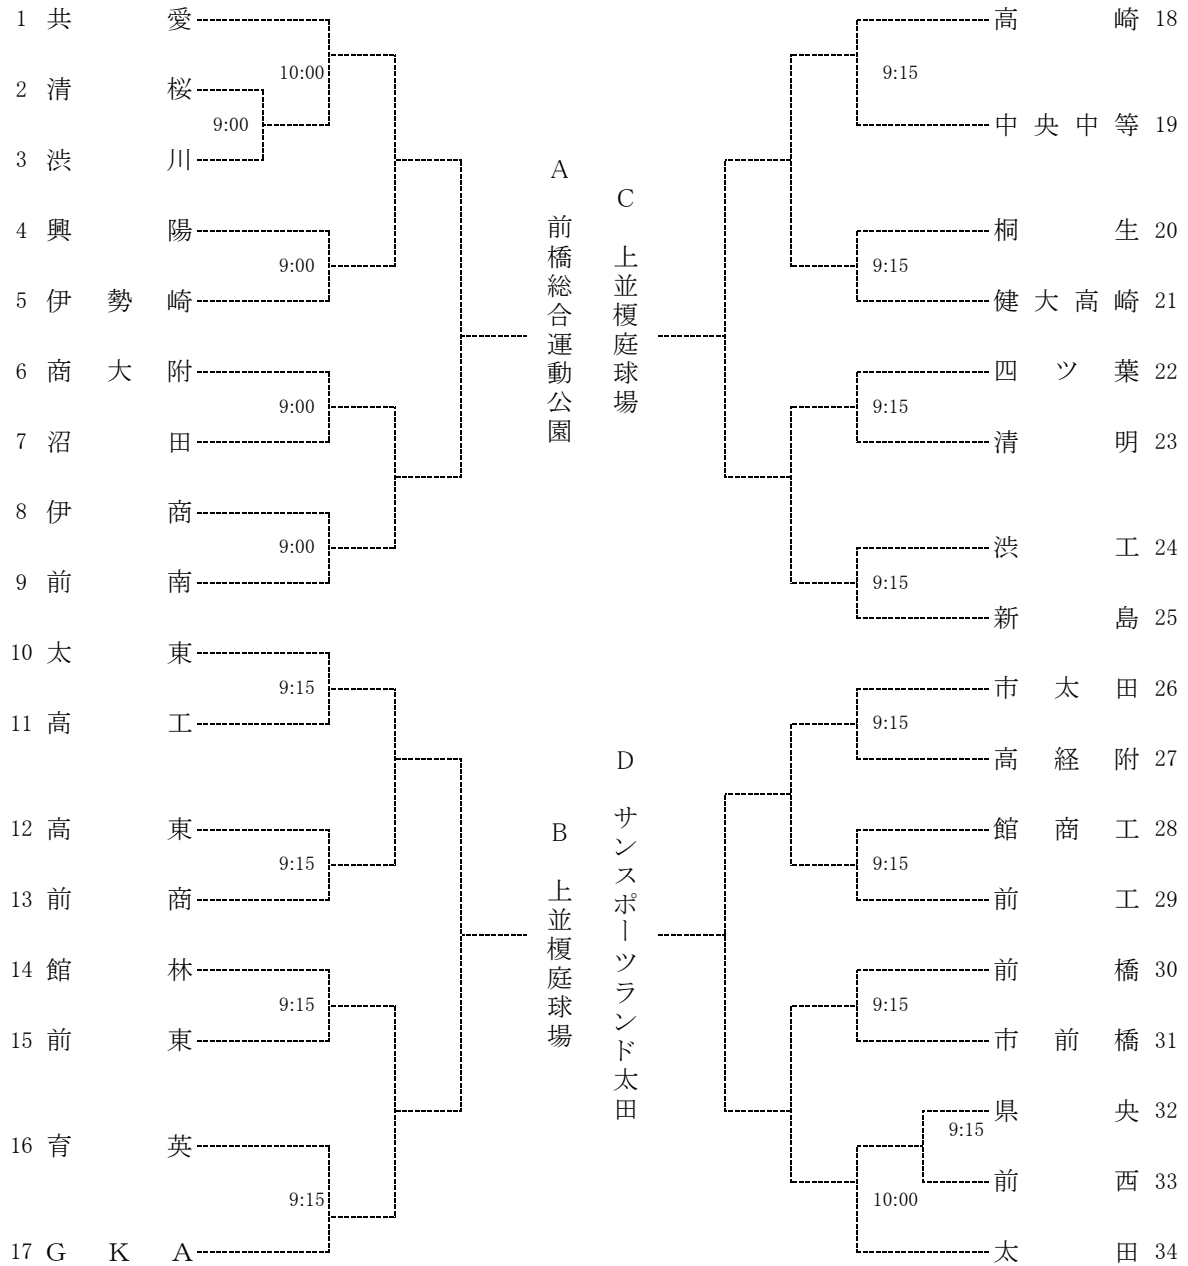 1 共愛
10:00
2 清桜
9:00
3 渋川
4 興陽
9:00
5 伊勢崎
6 商大附
9:00
7 沼田
8 伊商
9:00
9 前南
A 前橋総合運動公園
10 太東
9:15
11 高工
12 高東
9:15
13 前商
14 館林
9:15
15 前東
16 育英
9:15
17 GKA
B 上並榎庭球場
高崎 18
9:15
中央中等 19
桐生 20
9:15
健大高崎 21
四ツ葉 22
9:15
清明 23
渋工 24
9:15
新島 25
C 上並榎庭球場
市太田 26
9:15
高経附 27
館商工 28
9:15
前工 29
前橋 30
9:15
市前橋 31
県央 32
9:15
前西 33
10:00
太田 34
D サンスポーツランド太田